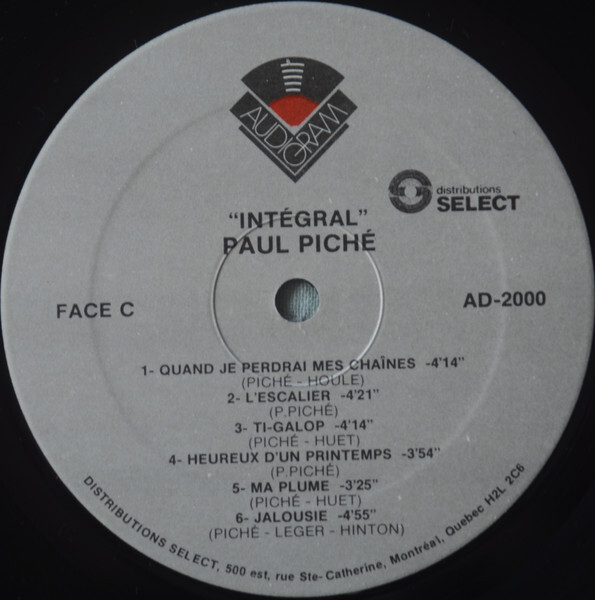 AUDIOGRAM
distributions
SELECT
“INTÉGRAL”
PAUL PICHÉ
FACE C
AD-2000
1- QUAND JE PERDRAI MES CHAÎNES -4'14"
(PICHÉ - HOULE)
2- L'ESCALIER -4'21"
(P.PICHÉ)
3- TI-GALOP -4'14"
(PICHÉ - HUET)
4- HEUREUX D'UN PRINTEMPS -3'54"
(P.PICHÉ)
5- MA PLUME -3'25"
(PICHÉ - HUET)
6- JALOUSIE -4'55"
(PICHÉ - LEGER - HINTON)
DISTRIBUTIONS SELECT, 500 est, rue Ste-Catherine, Montréal, Quebec H2L 2C6